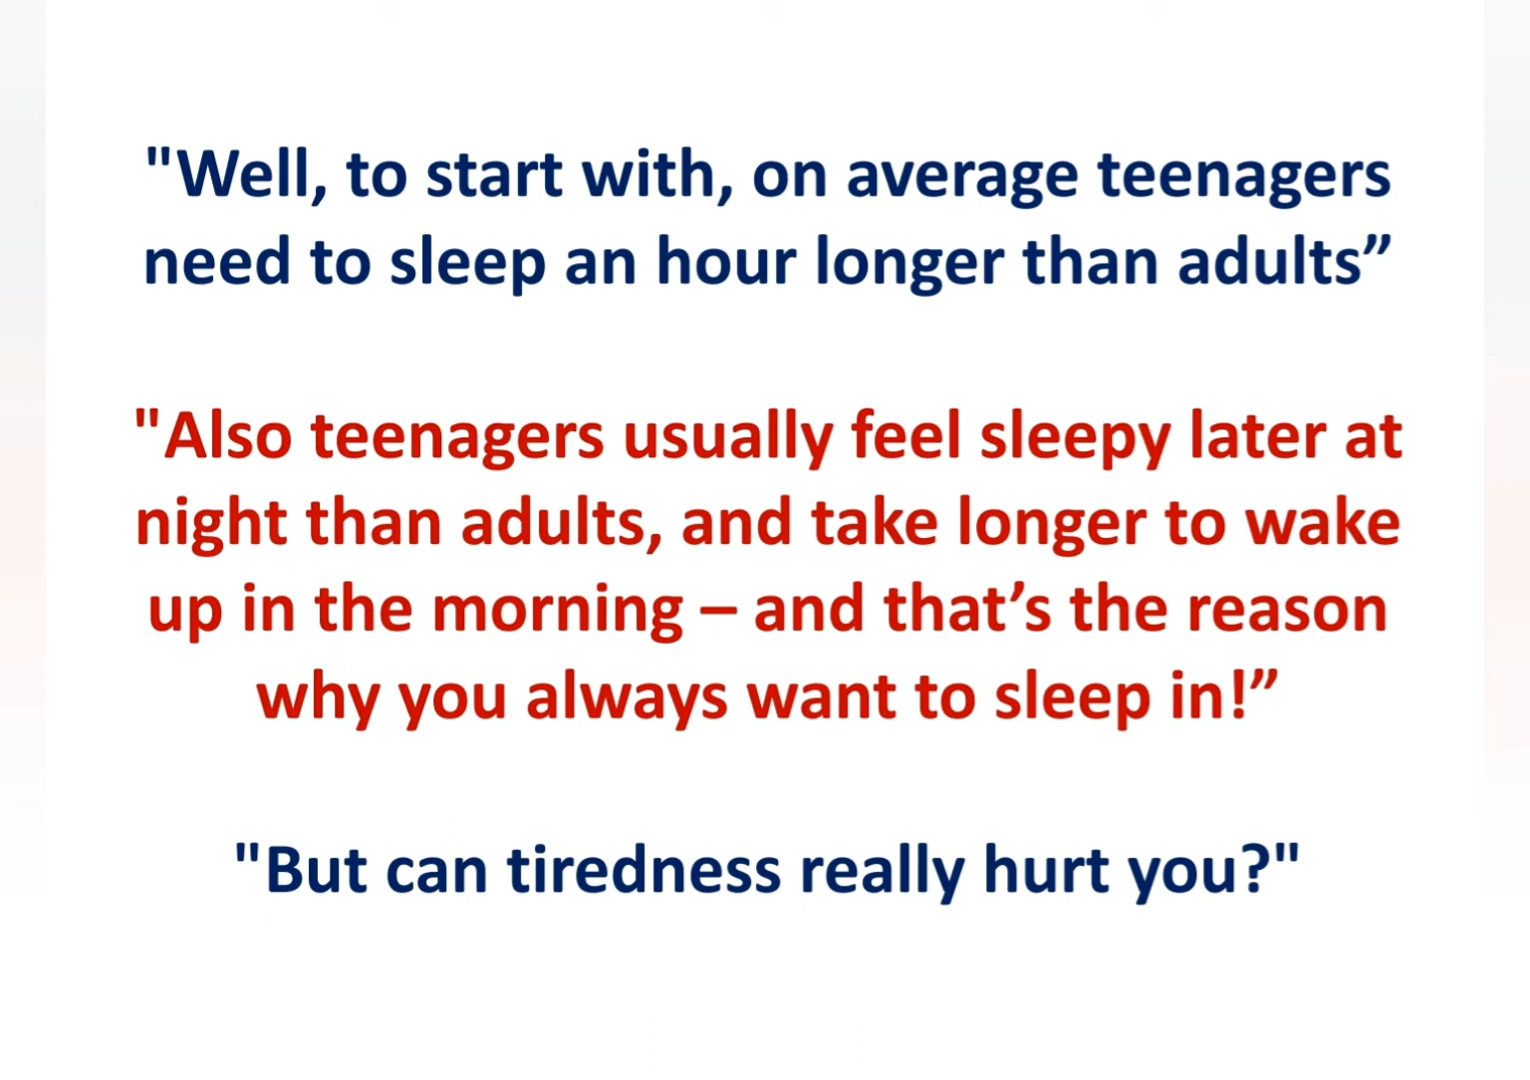 "Well, to start with, on average teenagers
need to sleep an hour longer than adults”
"Also teenagers usually feel sleepy later at
night than adults, and take longer to wake
up in the morning – and that’s the reason
why you always want to sleep in!”
"But can tiredness really hurt you?"